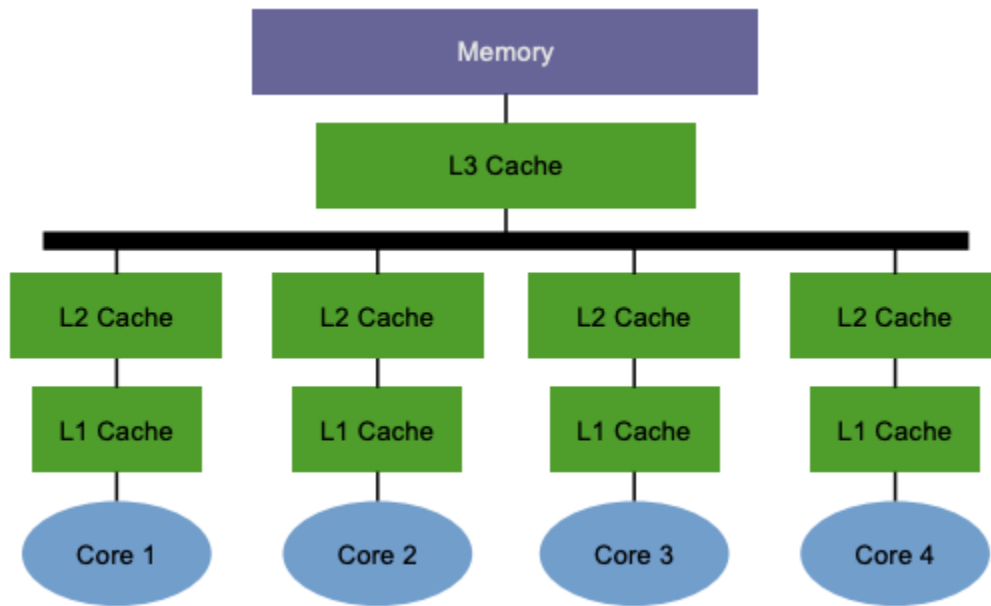 Memory
L3 Cache
L2 Cache
L2 Cache
L2 Cache
L2 Cache
L1 Cache
L1 Cache
L1 Cache
L1 Cache
Core 1
Core 2
Core 3
Core 4